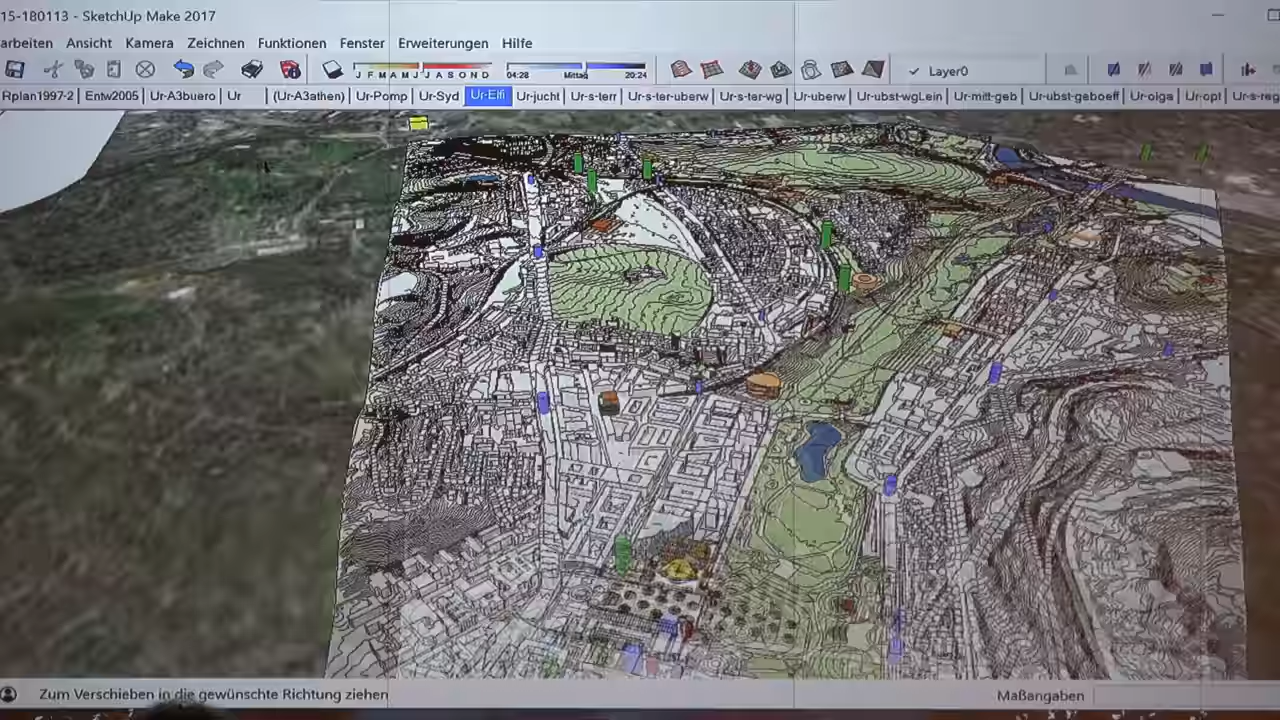 15-180113 - SketchUp Make 2017
arbeiten Ansicht Kamera Zeichnen Funktionen Fenster Erweiterungen Hilfe
J F M A M J J A S O N D 04:28 Mittag 20:24 Layer0
Rplan1997-2 Entw2005 Ur-A3buero Ur (Ur-A3athen) Ur-Pomp Ur-Syd Ur-Elfi Ur-jucht Ur-s-terr Ur-s-ter-uberw Ur-s-ter-wg Ur-uberw Ur-ubst-wgLein Ur-mitt-geb Ur-ubst-geboeff Ur-oiga Ur-opt Ur-s-reg
Zum Verschieben in die gewünschte Richtung ziehen Maßangaben